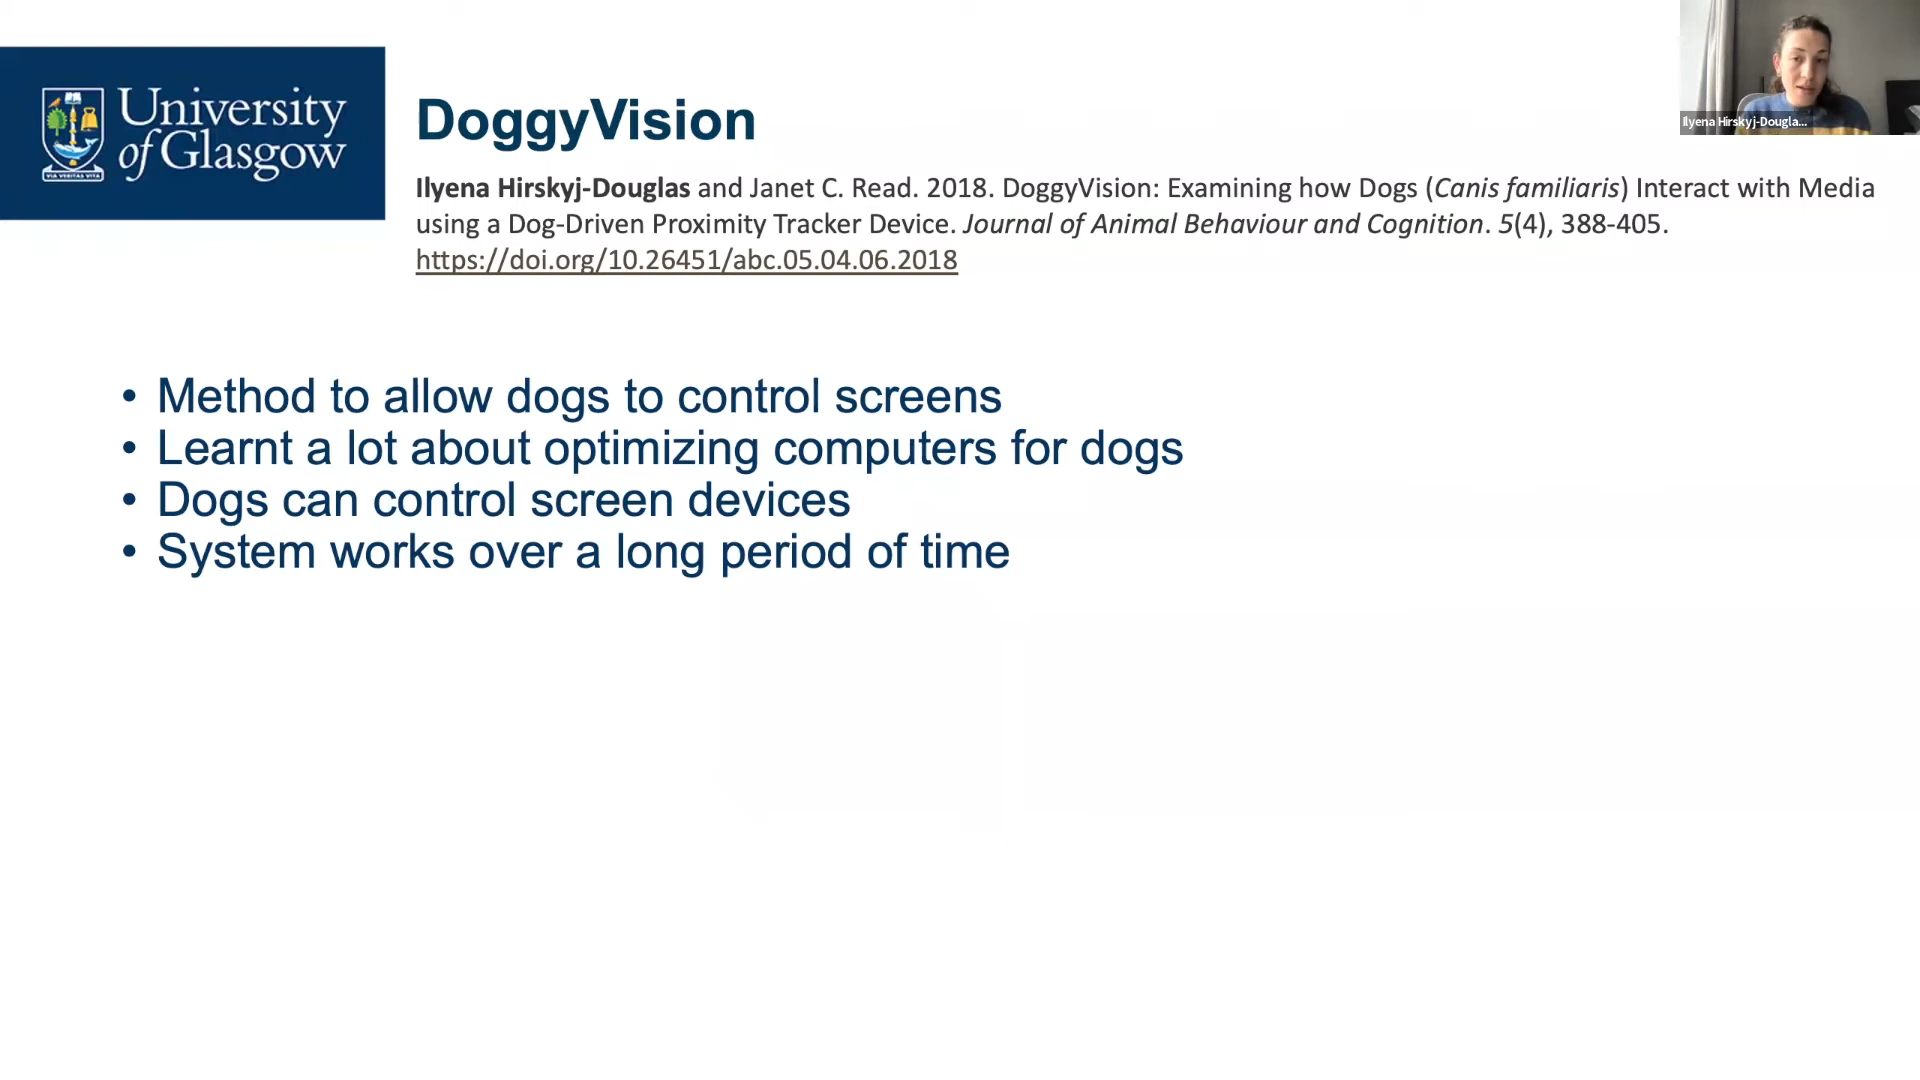 University
of Glasgow
VIA VERITAS VITA
DoggyVision
Ilyena Hirskyj-Douglas and Janet C. Read. 2018. DoggyVision: Examining how Dogs (Canis familiaris) Interact with Media
using a Dog-Driven Proximity Tracker Device. Journal of Animal Behaviour and Cognition. 5(4), 388-405.
https://doi.org/10.26451/abc.05.04.06.2018
Ilyena Hirskyj-Dougla...
• Method to allow dogs to control screens
• Learnt a lot about optimizing computers for dogs
• Dogs can control screen devices
• System works over a long period of time